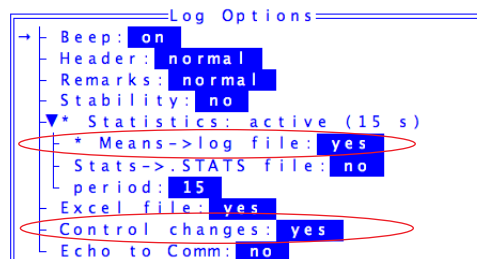 Log Options
→ Beep: on
Header: normal
Remarks: normal
Stability: no
▼* Statistics: active (15 s)
* Means->log file: yes
Stats->.STATS file: no
period: 15
Excel file: yes
Control changes: yes
Echo to Comm: no